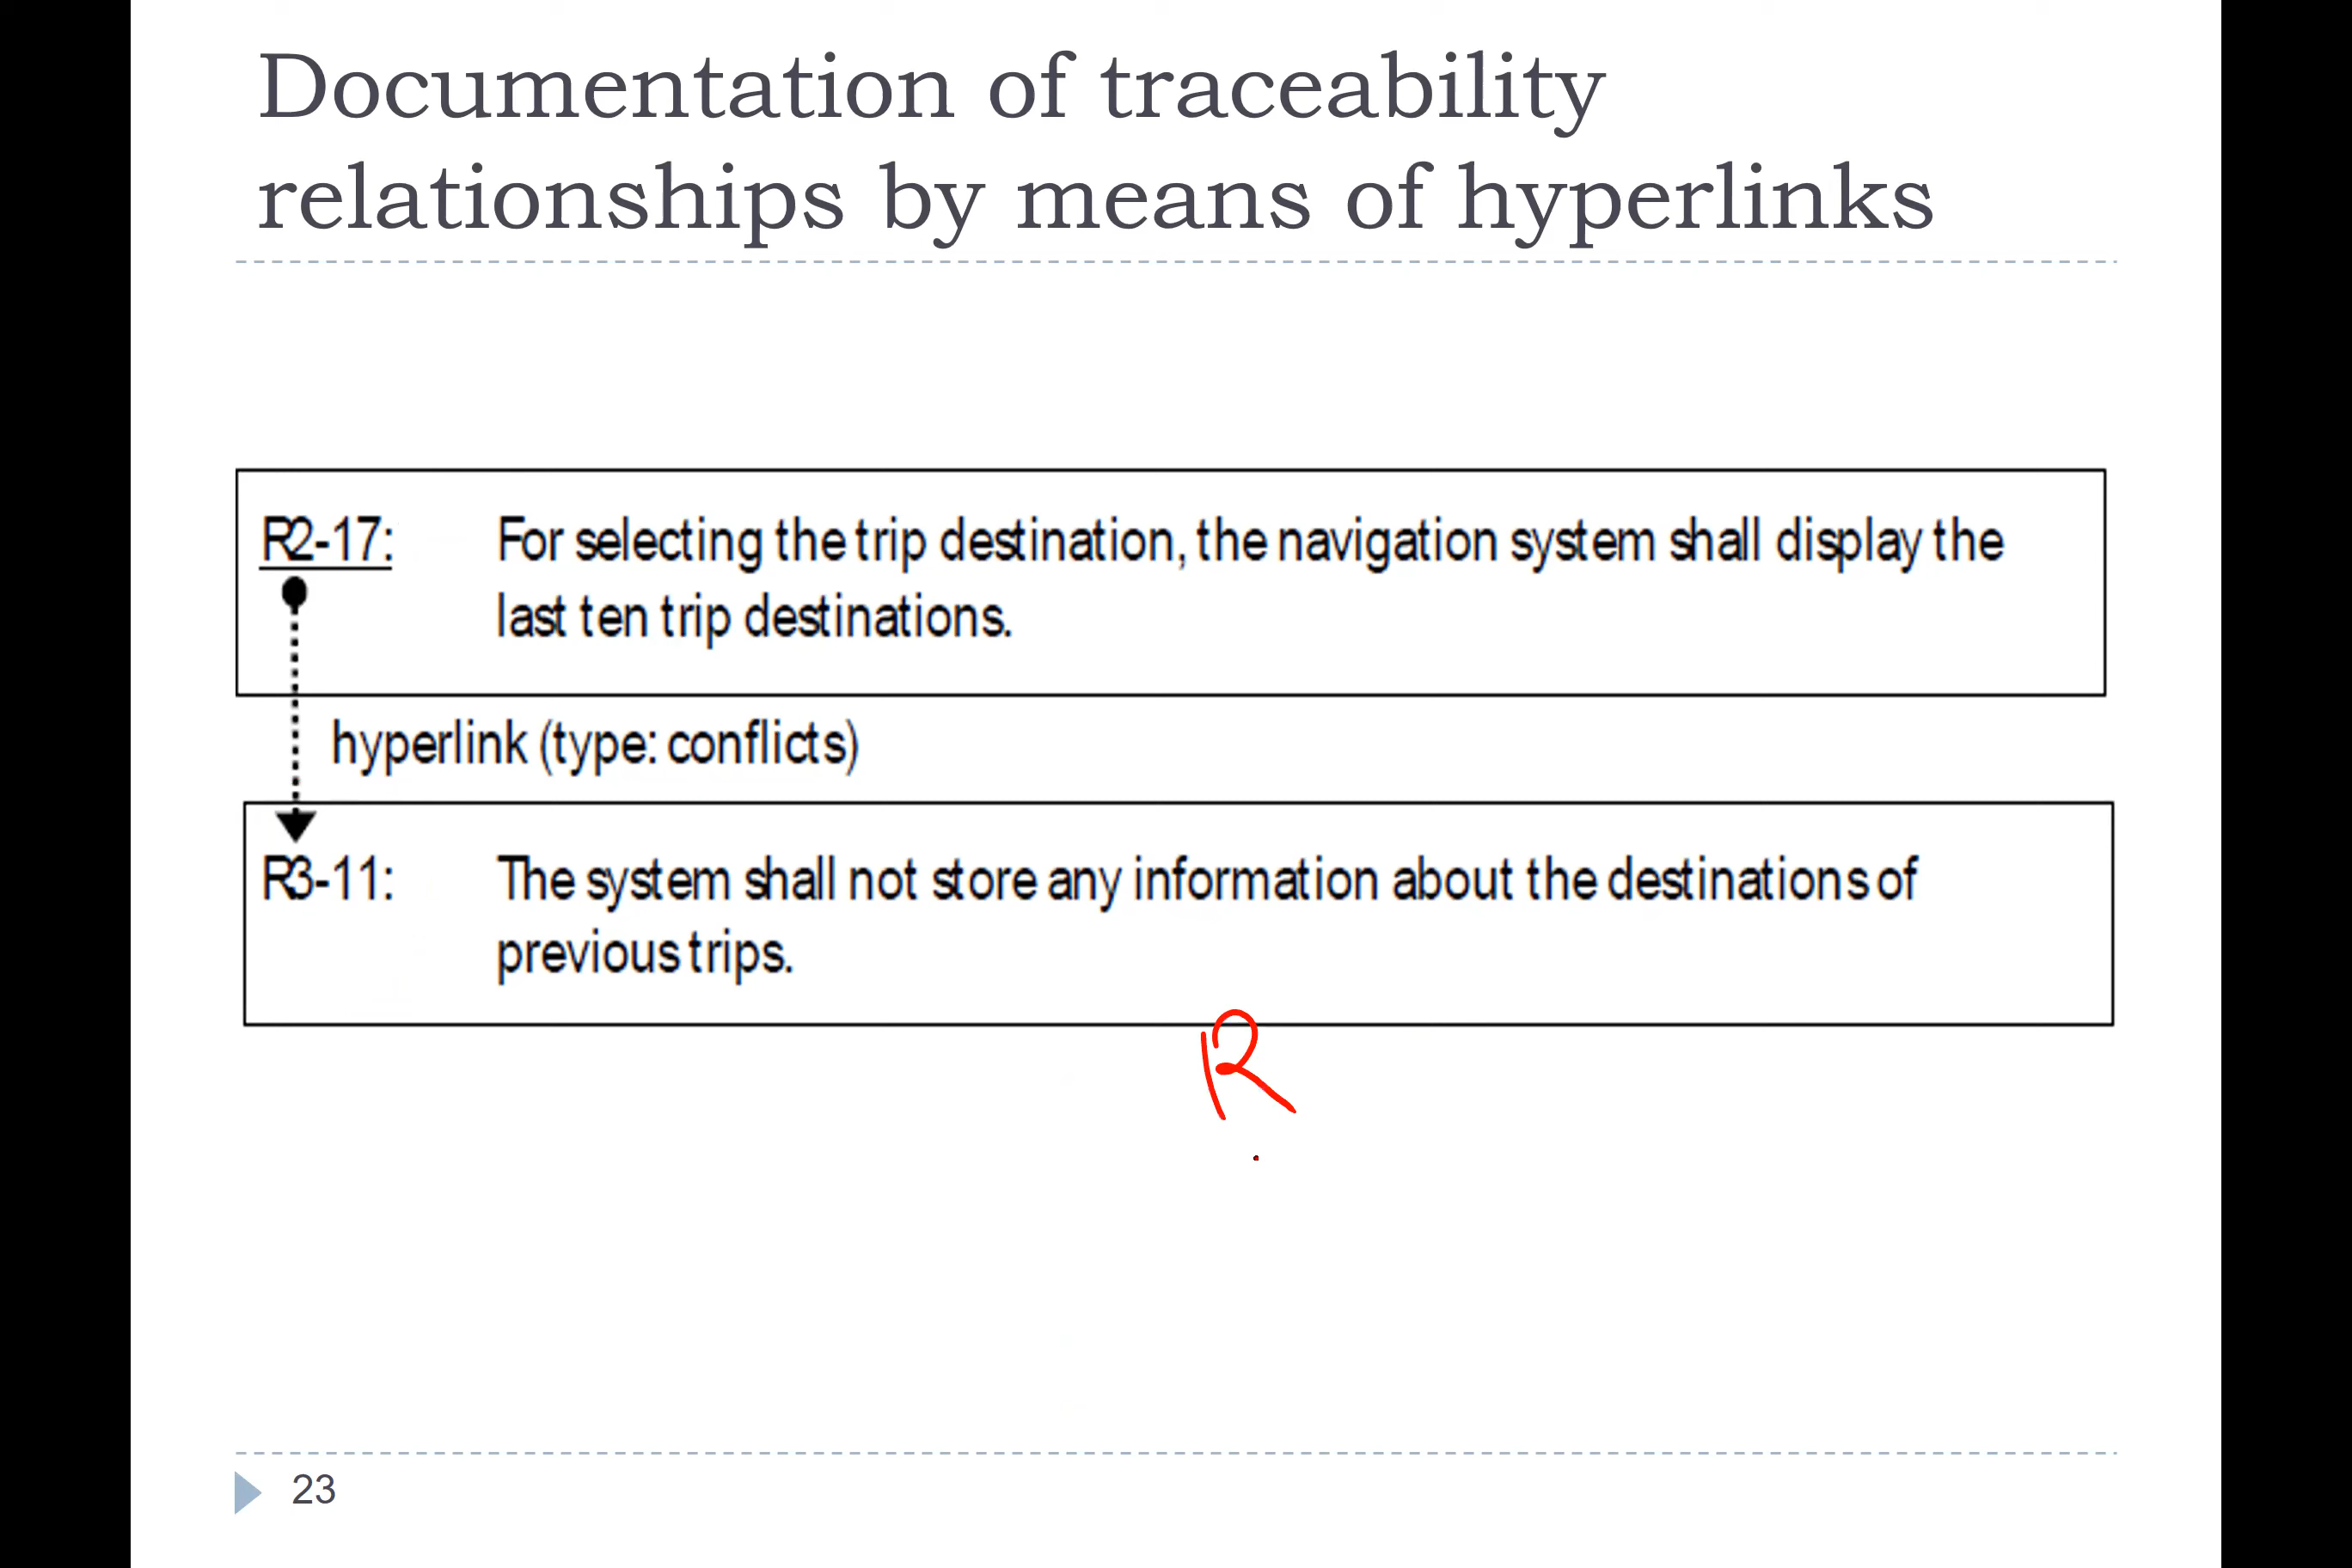 Documentation of traceability
relationships by means of hyperlinks
R2-17: For selecting the trip destination, the navigation system shall display the
last ten trip destinations.
hyperlink (type: conflicts)
R3-11: The system shall not store any information about the destinations of
previous trips.
R
23